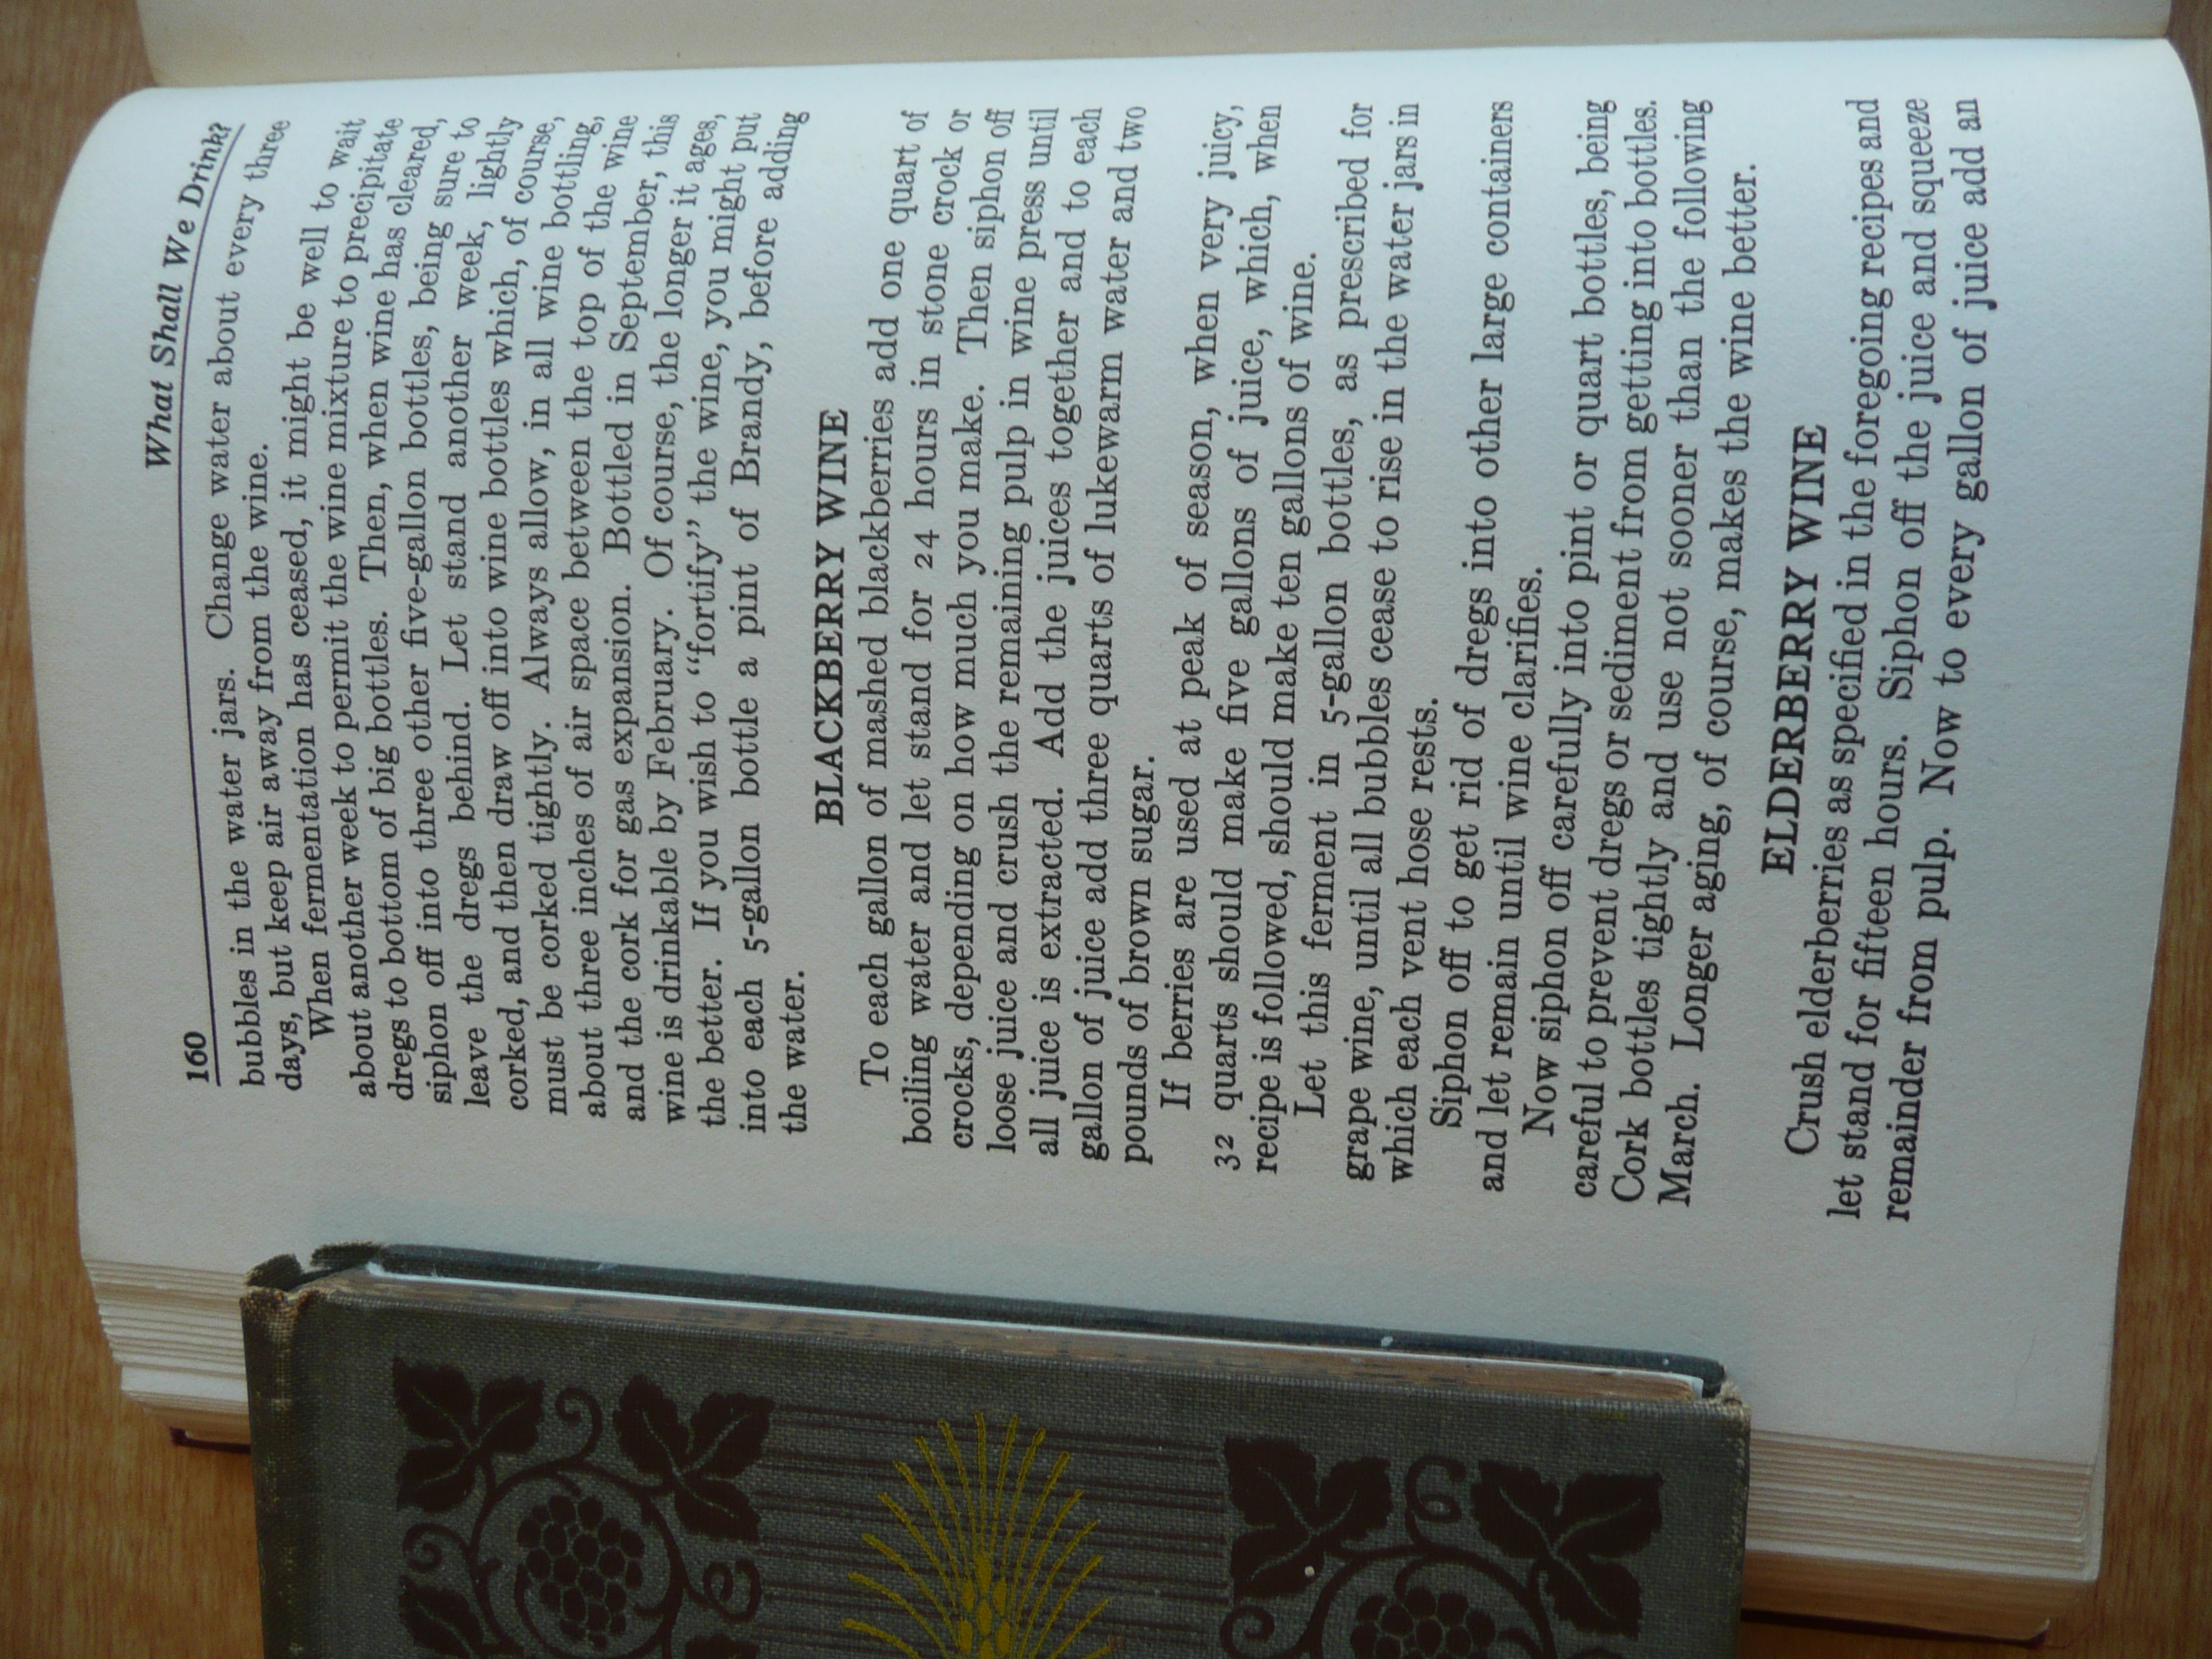 160
What Shall We Drink?
bubbles in the water jars. Change water about every three
days, but keep air away from the wine.
When fermentation has ceased, it might be well to wait
about another week to permit the wine mixture to precipitate
dregs to bottom of big bottles. Then, when wine has cleared,
siphon off into three other five-gallon bottles, being sure to
leave the dregs behind. Let stand another week, lightly
corked, and then draw off into wine bottles which, of course,
must be corked tightly. Always allow, in all wine bottling,
about three inches of air space between the top of the wine
and the cork for gas expansion. Bottled in September, this
wine is drinkable by February. Of course, the longer it ages,
the better. If you wish to “fortify” the wine, you might put
into each 5-gallon bottle a pint of Brandy, before adding
the water.
BLACKBERRY WINE
To each gallon of mashed blackberries add one quart of
boiling water and let stand for 24 hours in stone crock or
crocks, depending on how much you make. Then siphon off
loose juice and crush the remaining pulp in wine press until
all juice is extracted. Add the juices together and to each
gallon of juice add three quarts of lukewarm water and two
pounds of brown sugar.
If berries are used at peak of season, when very juicy,
32 quarts should make five gallons of juice, which, when
recipe is followed, should make ten gallons of wine.
Let this ferment in 5-gallon bottles, as prescribed for
grape wine, until all bubbles cease to rise in the water jars in
which each vent hose rests.
Siphon off to get rid of dregs into other large containers
and let remain until wine clarifies.
Now siphon off carefully into pint or quart bottles, being
careful to prevent dregs or sediment from getting into bottles.
Cork bottles tightly and use not sooner than the following
March. Longer aging, of course, makes the wine better.
ELDERBERRY WINE
Crush elderberries as specified in the foregoing recipes and
let stand for fifteen hours. Siphon off the juice and squeeze
remainder from pulp. Now to every gallon of juice add an